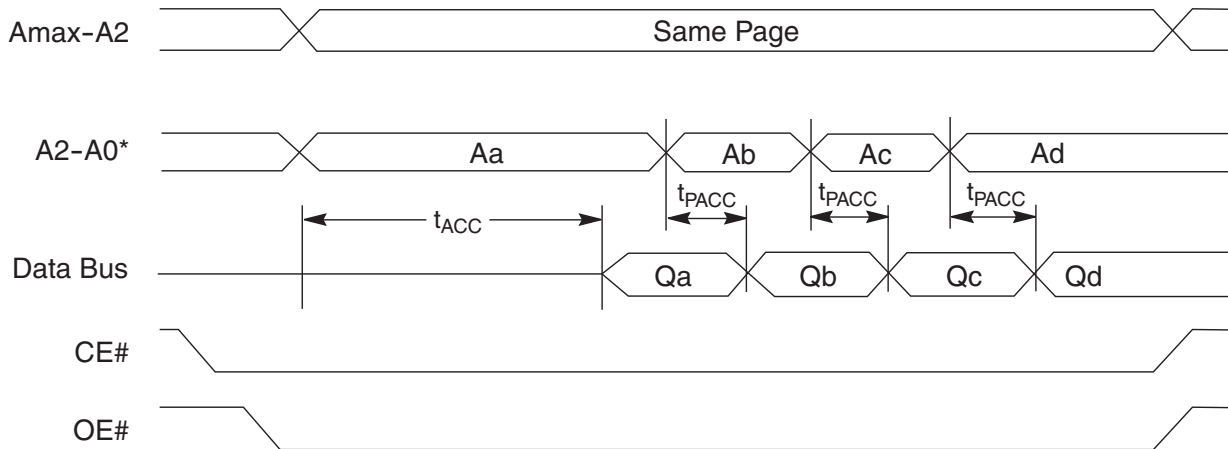 Amax-A2
Same Page
A2-A0*
Aa
Ab
Ac
Ad
tACC
tPACC
tPACC
tPACC
Data Bus
Qa
Qb
Qc
Qd
CE#
OE#